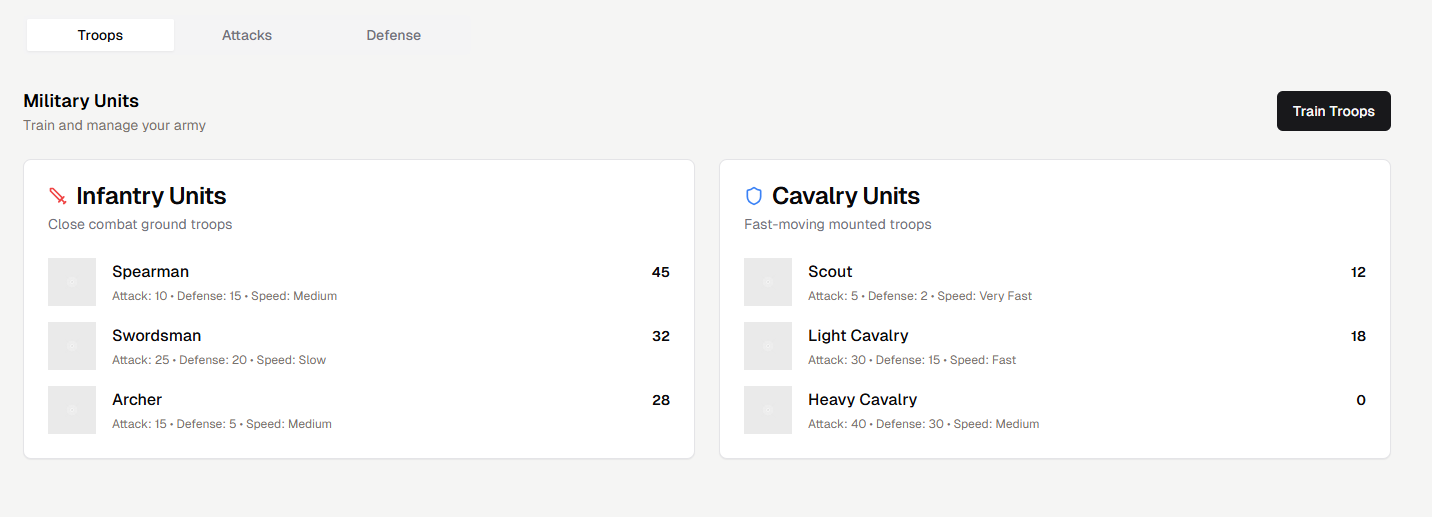 Troops Attacks Defense
Military Units
Train and manage your army
Train Troops
Infantry Units
Close combat ground troops
Spearman 45
Attack: 10 • Defense: 15 • Speed: Medium
Swordsman 32
Attack: 25 • Defense: 20 • Speed: Slow
Archer 28
Attack: 15 • Defense: 5 • Speed: Medium
Cavalry Units
Fast-moving mounted troops
Scout 12
Attack: 5 • Defense: 2 • Speed: Very Fast
Light Cavalry 18
Attack: 30 • Defense: 15 • Speed: Fast
Heavy Cavalry 0
Attack: 40 • Defense: 30 • Speed: Medium